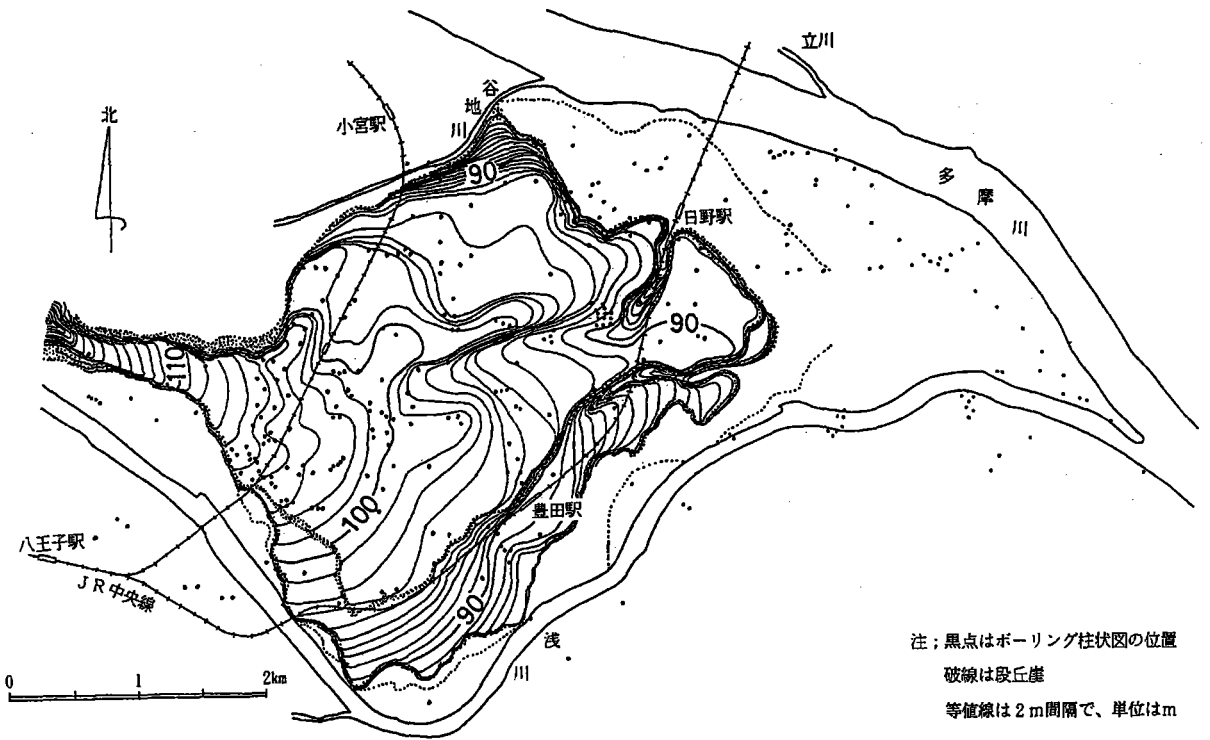 立川
谷地川
北
小宮駅
90
多摩川
日野駅
90
110
100
豊田駅
八王子駅
JR中央線
90
浅川
0 1 2km
注；黒点はボーリング柱状図の位置
破線は段丘崖
等値線は2m間隔で、単位はm